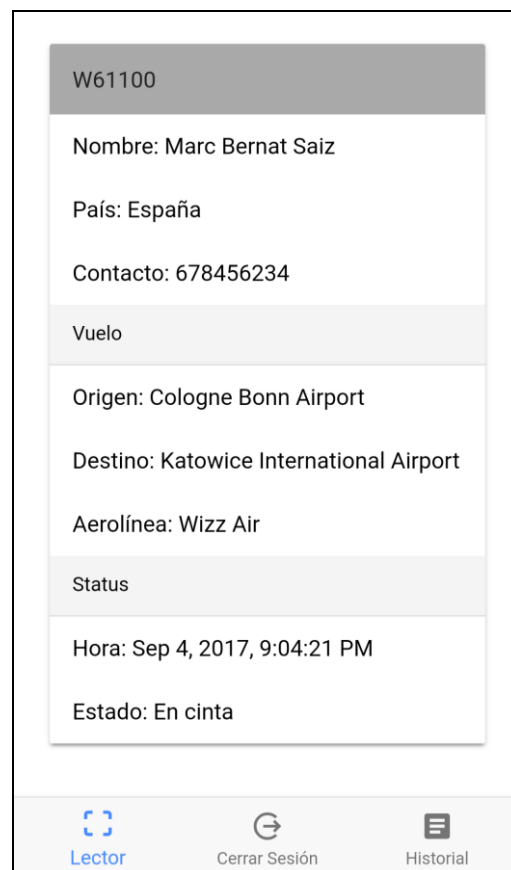 W61100
Nombre: Marc Bernat Saiz
País: España
Contacto: 678456234
Vuelo
Origen: Cologne Bonn Airport
Destino: Katowice International Airport
Aerolínea: Wizz Air
Status
Hora: Sep 4, 2017, 9:04:21 PM
Estado: En cinta
Lector
Cerrar Sesión
Historial